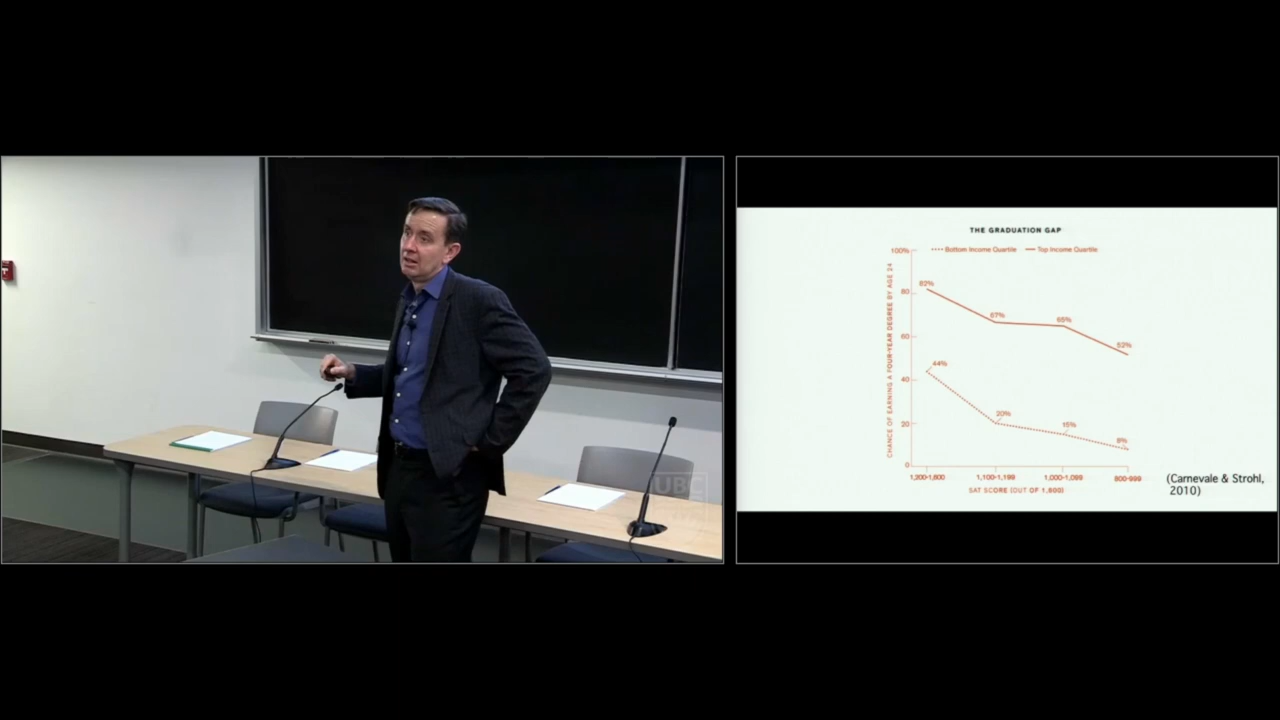 UBC
THE GRADUATION GAP
Bottom Income Quartile Top Income Quartile
CHANCE OF EARNING A FOUR-YEAR DEGREE BY AGE 24
100%
80
60
40
20
0
82%
67%
65%
52%
44%
20%
15%
8%
1,200-1,600 1,100-1,199 1,000-1,099 800-999
SAT SCORE (OUT OF 1,600)
(Carnevale & Strohl,
2010)